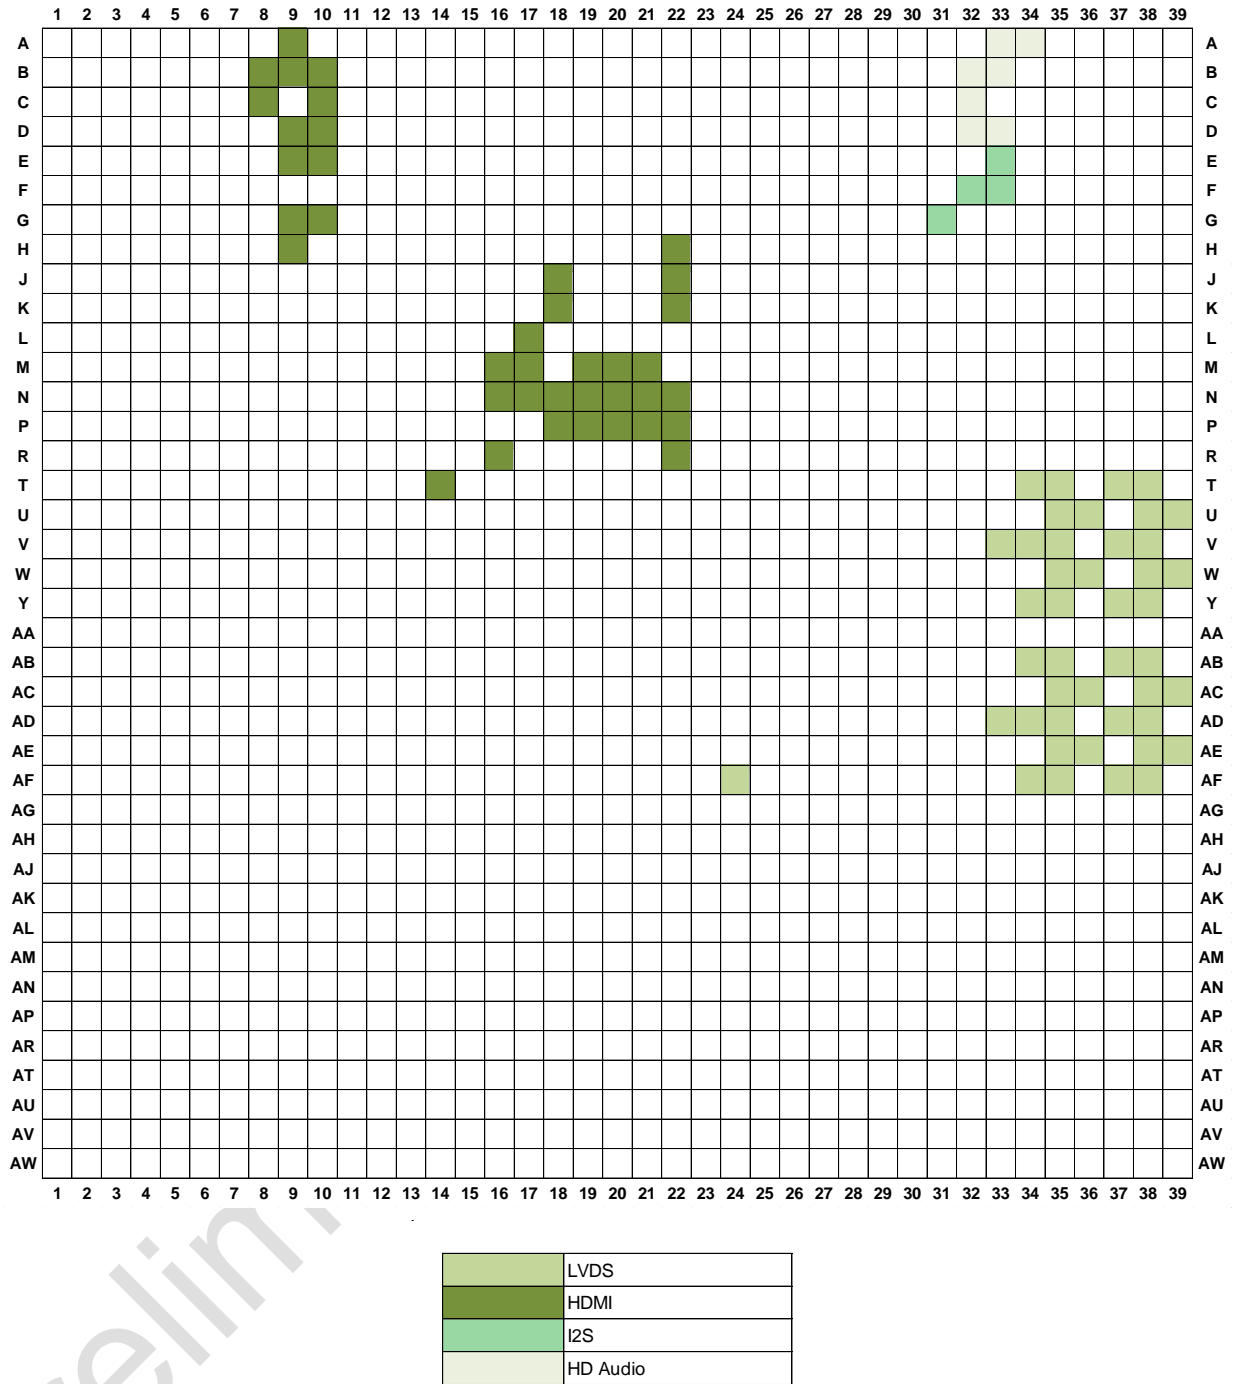 1 2 3 4 5 6 7 8 9 10 11 12 13 14 15 16 17 18 19 20 21 22 23 24 25 26 27 28 29 30 31 32 33 34 35 36 37 38 39
A A
B B
C C
D D
E E
F F
G G
H H
J J
K K
L L
M M
N N
P P
R R
T T
U U
V V
W W
Y Y
AA AA
AB AB
AC AC
AD AD
AE AE
AF AF
AG AG
AH AH
AJ AJ
AK AK
AL AL
AM AM
AN AN
AP AP
AR AR
AT AT
AU AU
AV AV
AW AW
1 2 3 4 5 6 7 8 9 10 11 12 13 14 15 16 17 18 19 20 21 22 23 24 25 26 27 28 29 30 31 32 33 34 35 36 37 38 39
LVDS
HDMI
I2S
HD Audio